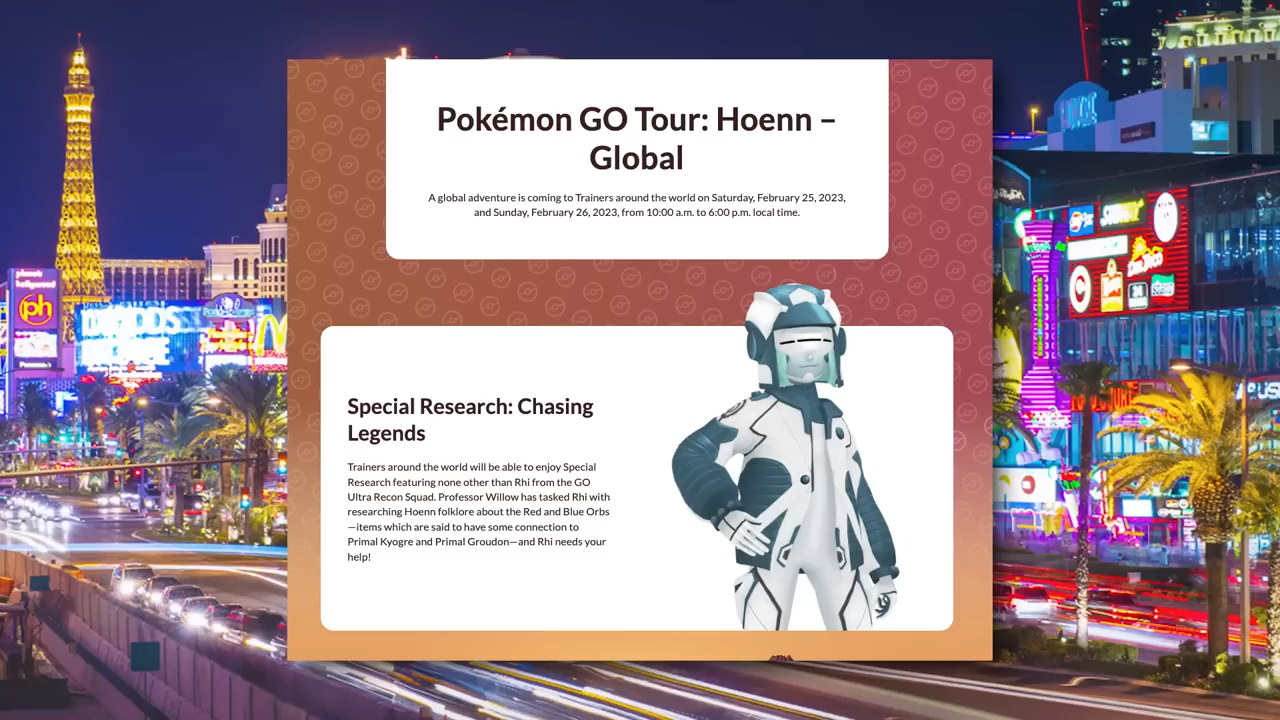 Pokémon GO Tour: Hoenn –
Global
A global adventure is coming to Trainers around the world on Saturday, February 25, 2023,
and Sunday, February 26, 2023, from 10:00 a.m. to 6:00 p.m. local time.
Special Research: Chasing
Legends
Trainers around the world will be able to enjoy Special
Research featuring none other than Rhi from the GO
Ultra Recon Squad. Professor Willow has tasked Rhi with
researching Hoenn folklore about the Red and Blue Orbs
—items which are said to have some connection to
Primal Kyogre and Primal Groudon—and Rhi needs your
help!
planet
hollywood
ph
SUBWAY